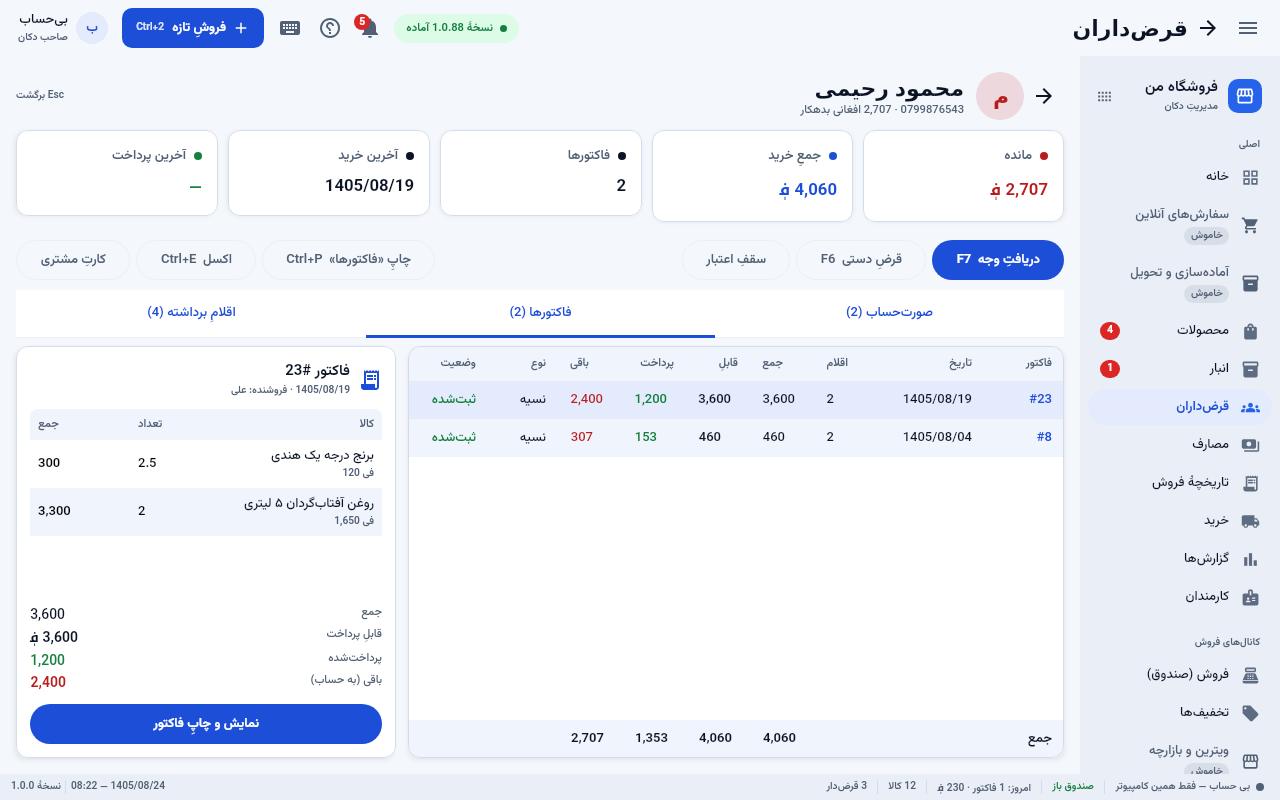 قرض‌داران
نسخهٔ 1.0.88 آماده
5
فروشِ تازه Ctrl+2
بی‌حساب
صاحب دکان
ب
فروشگاه من
مدیریتِ دکان
اصلی
خانه
سفارش‌های آنلاین
خاموش
آماده‌سازی و تحویل
خاموش
محصولات
4
انبار
1
قرض‌داران
مصارف
تاریخچهٔ فروش
خرید
گزارش‌ها
کارمندان
کانال‌های فروش
فروش (صندوق)
تخفیف‌ها
ویترین و بازارچه
خاموش
م
محمود رحیمی
0799876543 · 2,707 افغانی بدهکار
Esc برگشت
مانده
2,707 ؋
جمعِ خرید
4,060 ؋
فاکتورها
2
آخرین خرید
1405/08/19
آخرین پرداخت
—
دریافتِ وجه F7
قرضِ دستی F6
سقفِ اعتبار
چاپِ «فاکتورها» Ctrl+P
اکسل Ctrl+E
کارتِ مشتری
صورت‌حساب (2)
فاکتورها (2)
اقلامِ برداشته (4)
فاکتور تاریخ اقلام جمع قابلِ پرداخت باقی نوع وضعیت
#23 1405/08/19 2 3,600 3,600 1,200 2,400 نسیه ثبت‌شده
#8 1405/08/04 2 460 460 153 307 نسیه ثبت‌شده
جمع 4,060 4,060 1,353 2,707
فاکتور #23
1405/08/19 · فروشنده: علی
کالا تعداد جمع
برنج درجه یک هندی 2.5 300
فی 120
روغن آفتاب‌گردان ۵ لیتری 2 3,300
فی 1,650
جمع 3,600
قابلِ پرداخت 3,600 ؋
پرداخت‌شده 1,200
باقی (به حساب) 2,400
نمایش و چاپِ فاکتور
بی حساب — فقط همین کامپیوتر
صندوق باز
امروز: 1 فاکتور · 230 ؋
12 کالا
3 قرض‌دار
1405/08/24 — 08:22
نسخهٔ 1.0.0